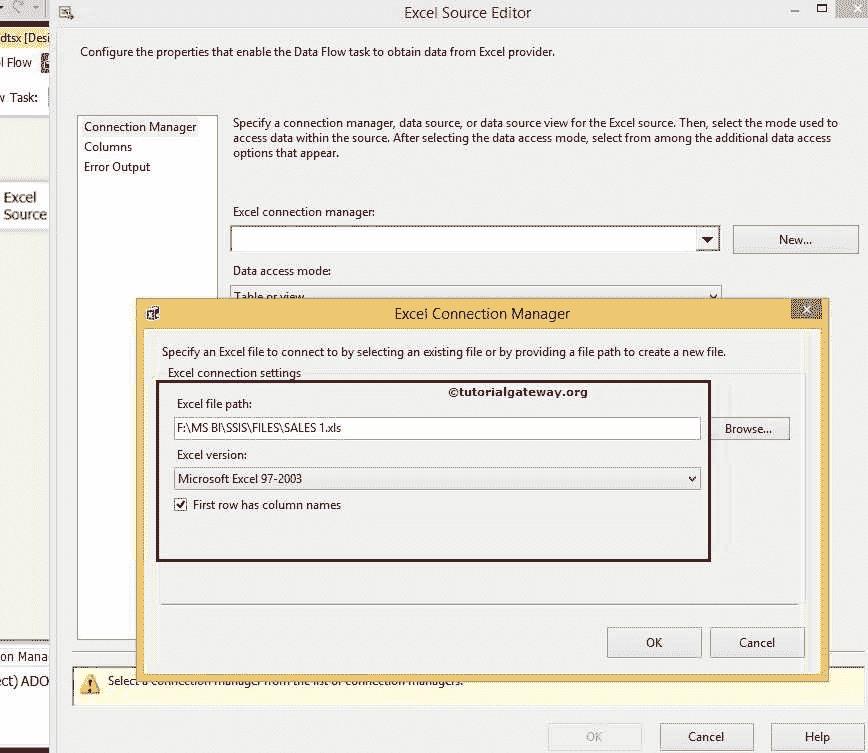 Excel Source Editor
dtsx [Desi
l Flow
Configure the properties that enable the Data Flow task to obtain data from Excel provider.
w Task:
Connection Manager
Columns
Error Output
Specify a connection manager, data source, or data source view for the Excel source. Then, select the mode used to
access data within the source. After selecting the data access mode, select from among the additional data access
options that appear.
Excel
Source
Excel connection manager:
New...
Data access mode:
Table or view
Excel Connection Manager
Specify an Excel file to connect to by selecting an existing file or by providing a file path to create a new file.
Excel connection settings
©tutorialgateway.org
Excel file path:
F:\MS BI\SSIS\FILES\SALES 1.xls
Browse...
Excel version:
Microsoft Excel 97-2003
First row has column names
OK
Cancel
on Mana
ect) ADO
Select a connection manager from the list of connection managers.
OK
Cancel
Help